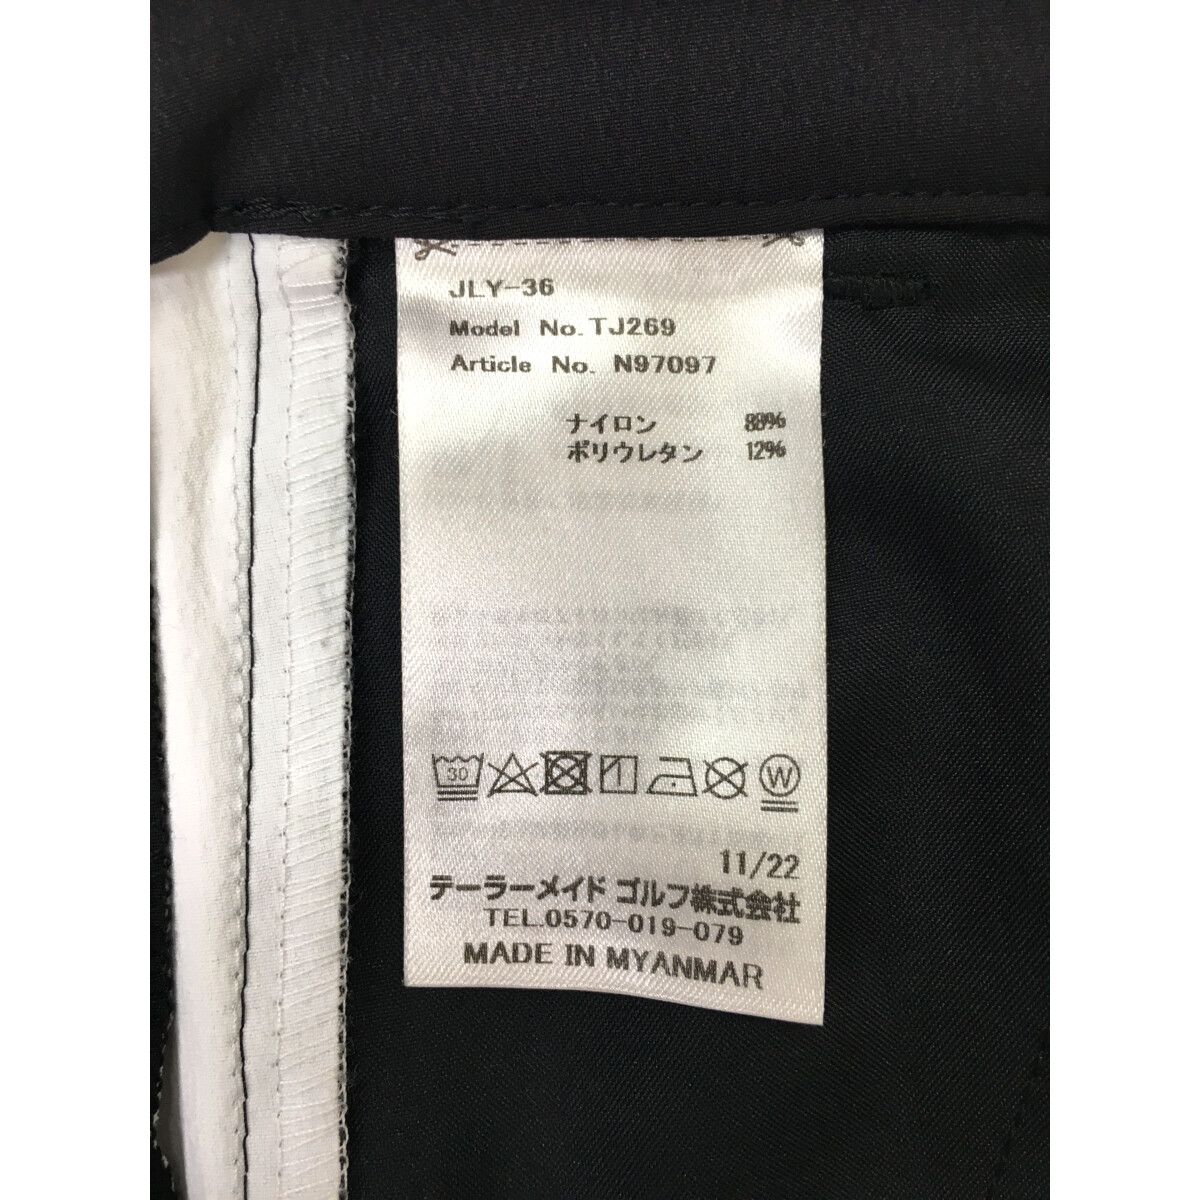 JLY-36
Model No. TJ269
Article No. N97097
ナイロン 88%
ポリウレタン 12%
30
W
11/22
テーラーメイド ゴルフ株式会社
TEL.0570-019-079
MADE IN MYANMAR